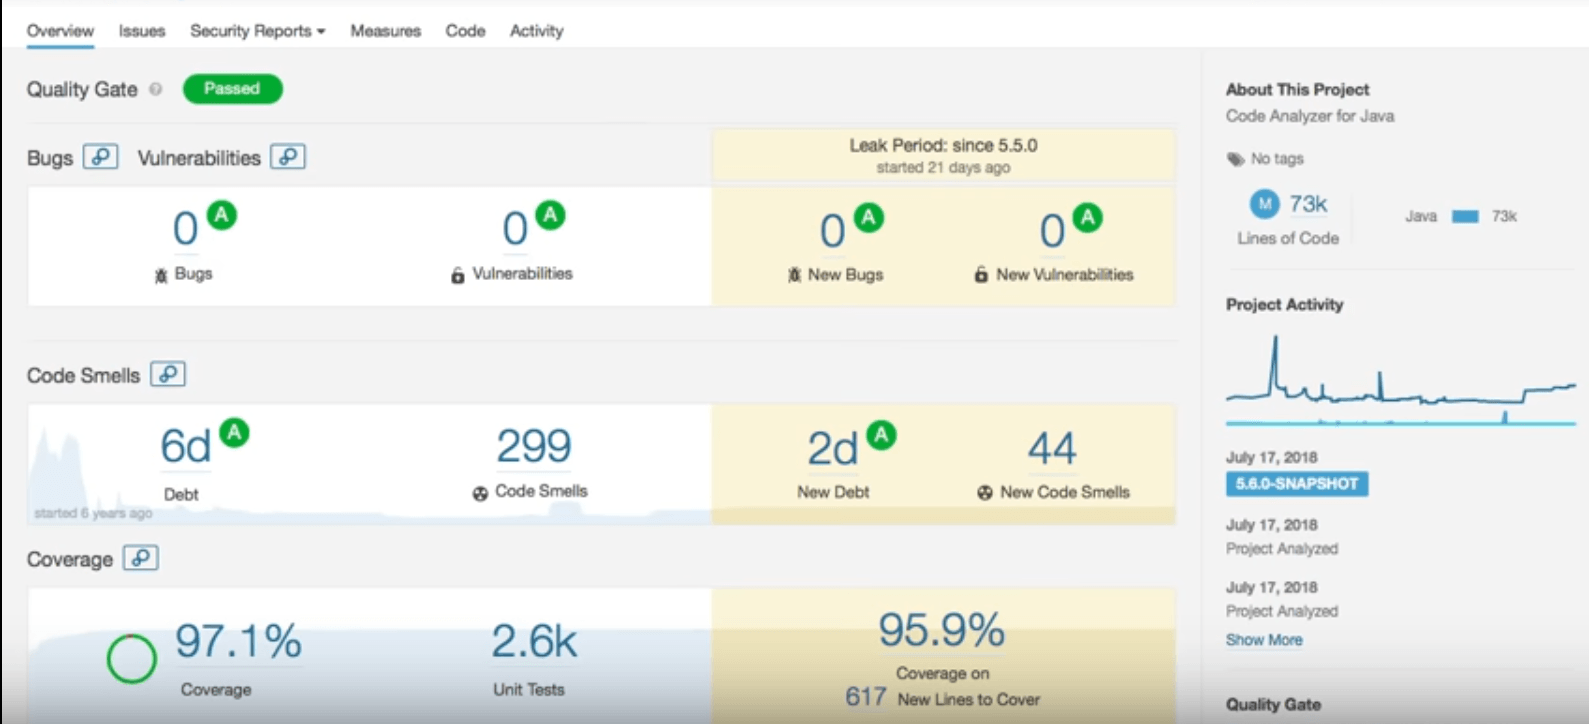 Overview Issues Security Reports Measures Code Activity
Quality Gate ? Passed
Bugs Vulnerabilities
Leak Period: since 5.5.0
started 21 days ago
0 A
Bugs
0 A
Vulnerabilities
0 A
New Bugs
0 A
New Vulnerabilities
Code Smells
6d A
Debt
299
Code Smells
2d A
New Debt
44
New Code Smells
started 6 years ago
Coverage
97.1%
Coverage
2.6k
Unit Tests
95.9%
Coverage on
617 New Lines to Cover
About This Project
Code Analyzer for Java
No tags
M 73k
Lines of Code
Java 73k
Project Activity
July 17, 2018
5.6.0-SNAPSHOT
July 17, 2018
Project Analyzed
July 17, 2018
Project Analyzed
Show More
Quality Gate